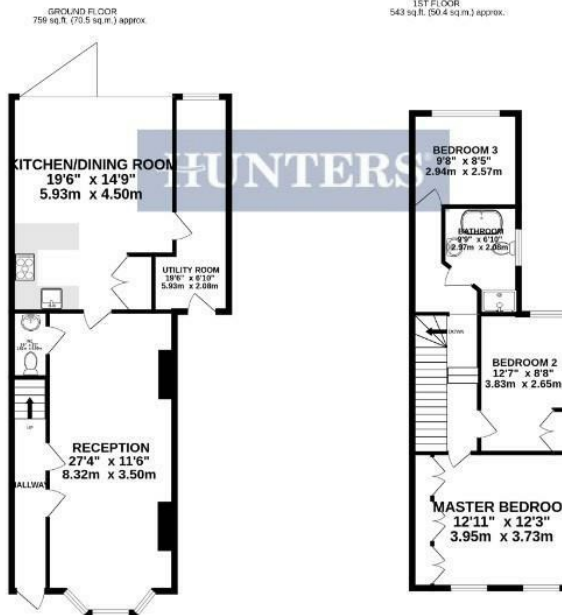 GROUND FLOOR
759 sq.ft. (70.5 sq.m.) approx.
1ST FLOOR
543 sq.ft. (50.4 sq.m.) approx.
HUNTERS
KITCHEN/DINING ROOM
19'6" x 14'9"
5.93m x 4.50m
UTILITY ROOM
19'6" x 6'10"
5.93m x 2.08m
UP
HALLWAY
RECEPTION
27'4" x 11'6"
8.32m x 3.50m
BEDROOM 3
9'8" x 8'5"
2.94m x 2.57m
BATHROOM
9'9" x 6'10"
2.97m x 2.08m
DOWN
BEDROOM 2
12'7" x 8'8"
3.83m x 2.65m
MASTER BEDROO
12'11" x 12'3"
3.95m x 3.73m